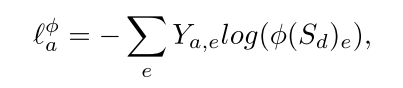 ℓ_a^ϕ = − ∑_e Y_{a,e} log(ϕ(S_d)_e),